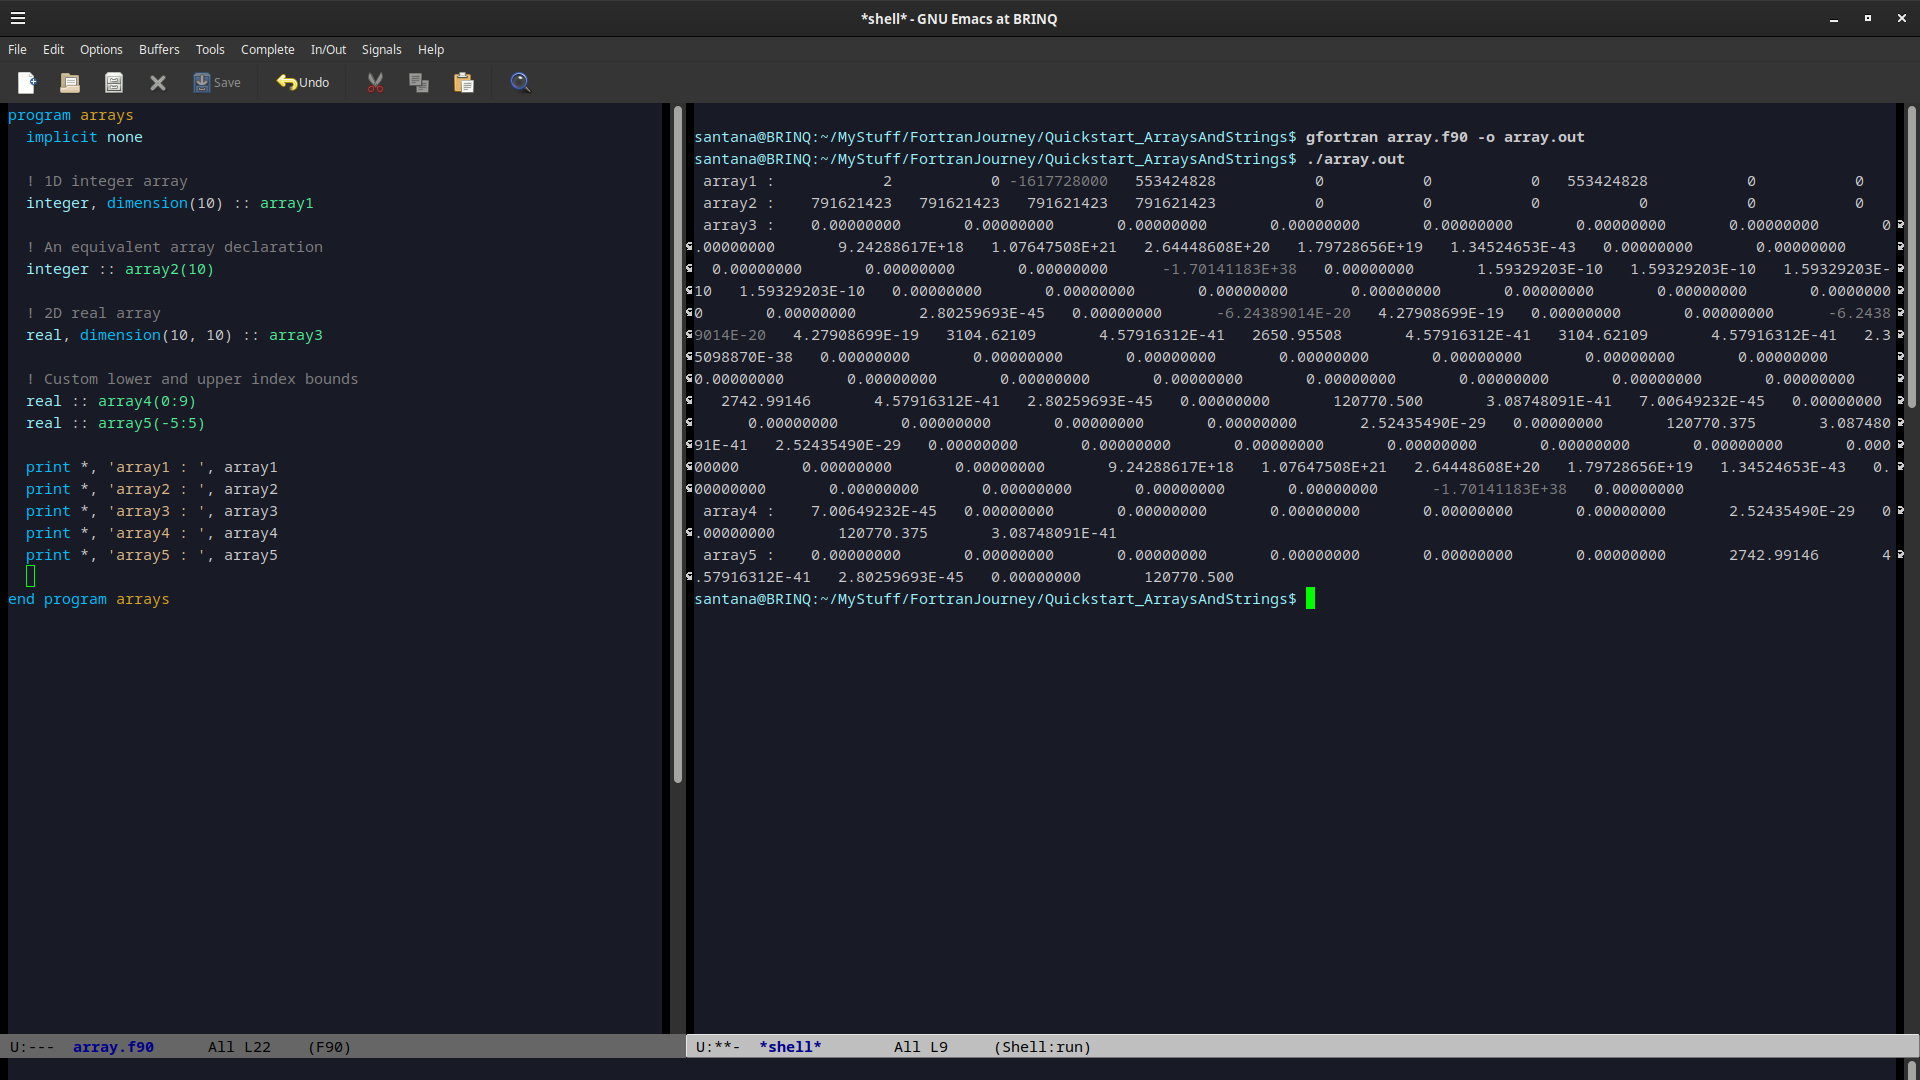 *shell* - GNU Emacs at BRINQ
File Edit Options Buffers Tools Complete In/Out Signals Help
Save Undo
program arrays
implicit none
! 1D integer array
integer, dimension(10) :: array1
! An equivalent array declaration
integer :: array2(10)
! 2D real array
real, dimension(10, 10) :: array3
! Custom lower and upper index bounds
real :: array4(0:9)
real :: array5(-5:5)
print *, 'array1 : ', array1
print *, 'array2 : ', array2
print *, 'array3 : ', array3
print *, 'array4 : ', array4
print *, 'array5 : ', array5
end program arrays
U:--- array.f90 All L22 (F90)
santana@BRINQ:~/MyStuff/FortranJourney/Quickstart_ArraysAndStrings$ gfortran array.f90 -o array.out
santana@BRINQ:~/MyStuff/FortranJourney/Quickstart_ArraysAndStrings$ ./array.out
array1 : 2 0 -1617728000 553424828 0 0 0 553424828 0 0
array2 : 791621423 791621423 791621423 791621423 0 0 0 0 0 0
array3 : 0.00000000 0.00000000 0.00000000 0.00000000 0.00000000 0.00000000 0.00000000 0
.00000000 9.24288617E+18 1.07647508E+21 2.64448608E+20 1.79728656E+19 1.34524653E-43 0.00000000 0.00000000
0.00000000 0.00000000 0.00000000 -1.70141183E+38 0.00000000 1.59329203E-10 1.59329203E-10 1.59329203E-
10 1.59329203E-10 0.00000000 0.00000000 0.00000000 0.00000000 0.00000000 0.00000000 0.0000000
0 0.00000000 2.80259693E-45 0.00000000 -6.24389014E-20 4.27908699E-19 0.00000000 0.00000000 -6.2438
9014E-20 4.27908699E-19 3104.62109 4.57916312E-41 2650.95508 4.57916312E-41 3104.62109 4.57916312E-41 2.3
5098870E-38 0.00000000 0.00000000 0.00000000 0.00000000 0.00000000 0.00000000 0.00000000
0.00000000 0.00000000 0.00000000 0.00000000 0.00000000 0.00000000 0.00000000 0.00000000
2742.99146 4.57916312E-41 2.80259693E-45 0.00000000 120770.500 3.08748091E-41 7.00649232E-45 0.00000000
0.00000000 0.00000000 0.00000000 0.00000000 2.52435490E-29 0.00000000 120770.375 3.087480
91E-41 2.52435490E-29 0.00000000 0.00000000 0.00000000 0.00000000 0.00000000 0.00000000 0.000
00000 0.00000000 0.00000000 9.24288617E+18 1.07647508E+21 2.64448608E+20 1.79728656E+19 1.34524653E-43 0.
00000000 0.00000000 0.00000000 0.00000000 0.00000000 -1.70141183E+38 0.00000000
array4 : 7.00649232E-45 0.00000000 0.00000000 0.00000000 0.00000000 0.00000000 2.52435490E-29 0
.00000000 120770.375 3.08748091E-41
array5 : 0.00000000 0.00000000 0.00000000 0.00000000 0.00000000 0.00000000 2742.99146 4
.57916312E-41 2.80259693E-45 0.00000000 120770.500
santana@BRINQ:~/MyStuff/FortranJourney/Quickstart_ArraysAndStrings$
U:**- *shell* All L9 (Shell:run)